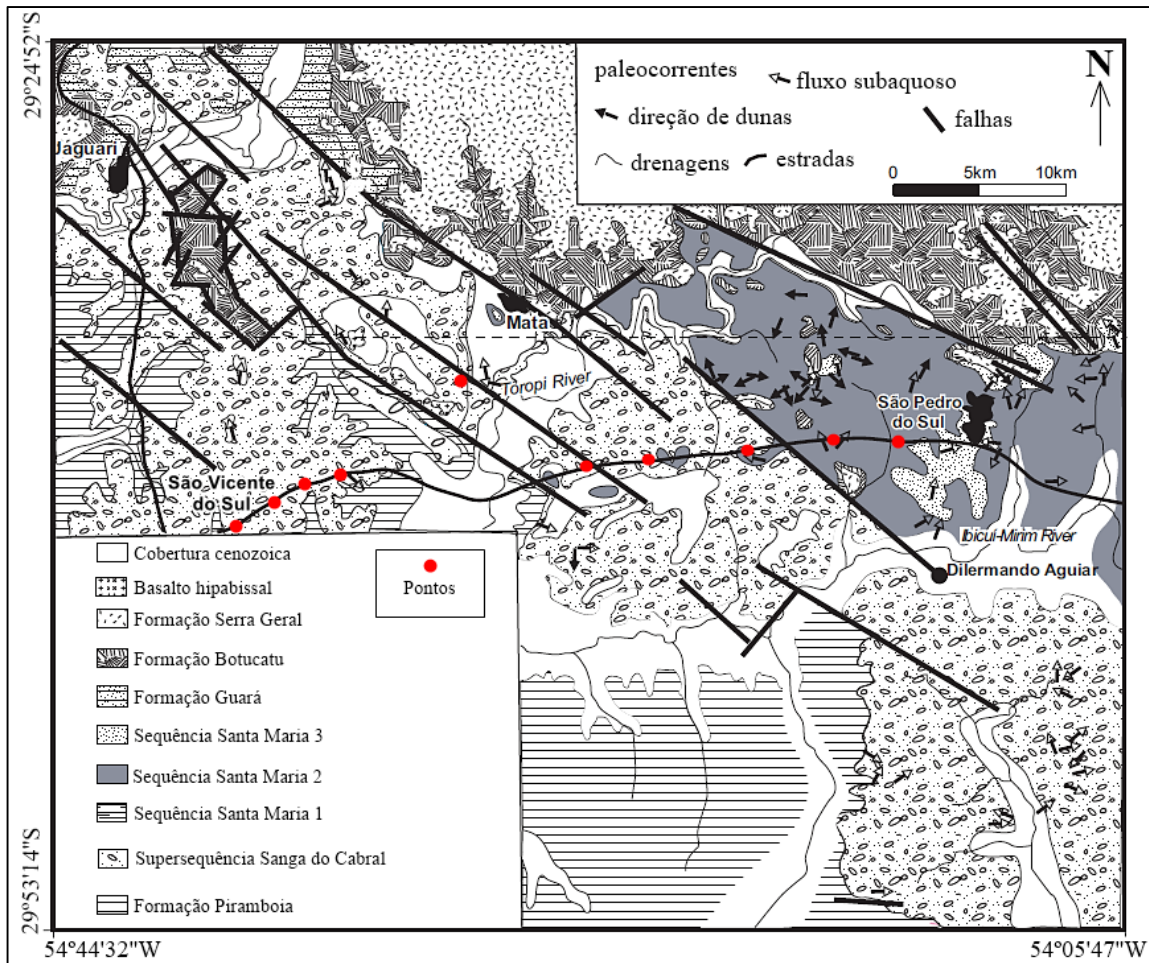 29°24'52"S
paleocorrentes
fluxo subaquoso
N
direção de dunas
falhas
drenagens
estradas
0 5km 10km
Jaguari
Mata
Toropi River
São Pedro
do Sul
São Vicente
do Sul
Ibicuí-Mirim River
Dilermando Aguiar
Cobertura cenozoica
Pontos
Basalto hipabissal
Formação Serra Geral
Formação Botucatu
Formação Guará
Sequência Santa Maria 3
Sequência Santa Maria 2
Sequência Santa Maria 1
Supersequência Sanga do Cabral
Formação Piramboia
29°53'14"S
54°44'32"W
54°05'47"W